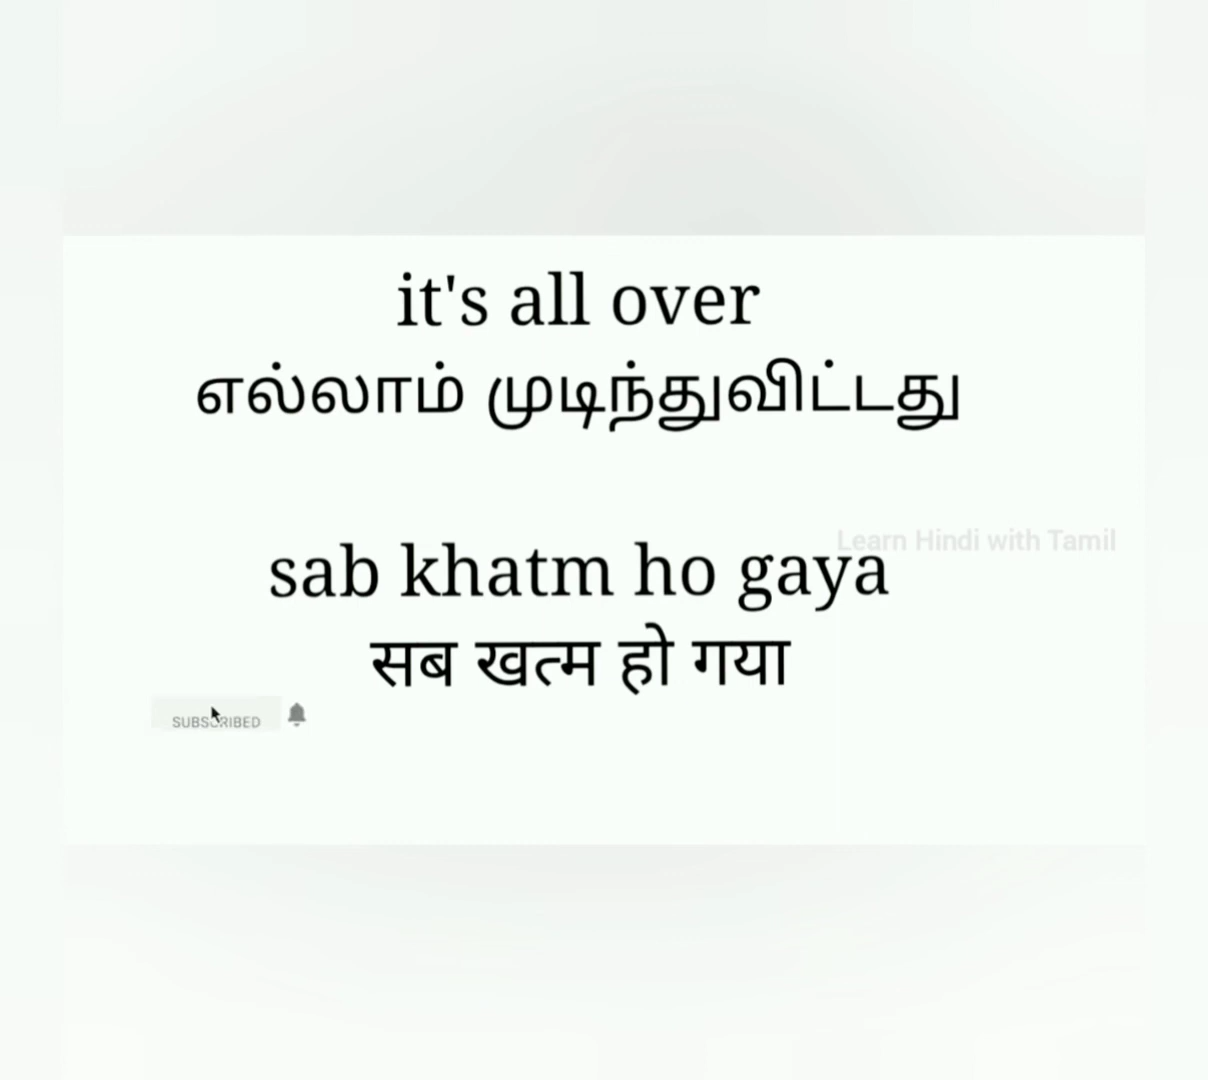 it's all over
எல்லாம் முடிந்துவிட்டது
Learn Hindi with Tamil
sab khatm ho gaya
सब खत्म हो गया
SUBSCRIBED